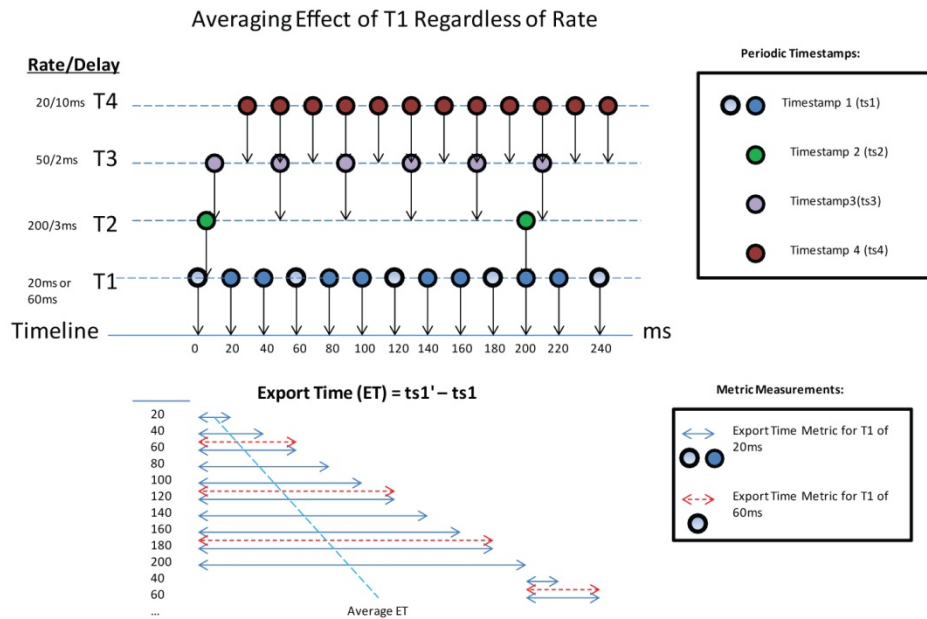 Averaging Effect of T1 Regardless of Rate
Rate/Delay
20/10ms T4
50/2ms T3
200/3ms T2
20ms or
60ms
T1
Timeline
0 20 40 60 80 100 120 140 160 180 200 220 240
ms
Periodic Timestamps:
Timestamp 1 (ts1)
Timestamp 2 (ts2)
Timestamp3(ts3)
Timestamp 4 (ts4)
Export Time (ET) = ts1' – ts1
20
40
60
80
100
120
140
160
180
200
40
60
...
Average ET
Metric Measurements:
Export Time Metric for T1 of
20ms
Export Time Metric for T1 of
60ms